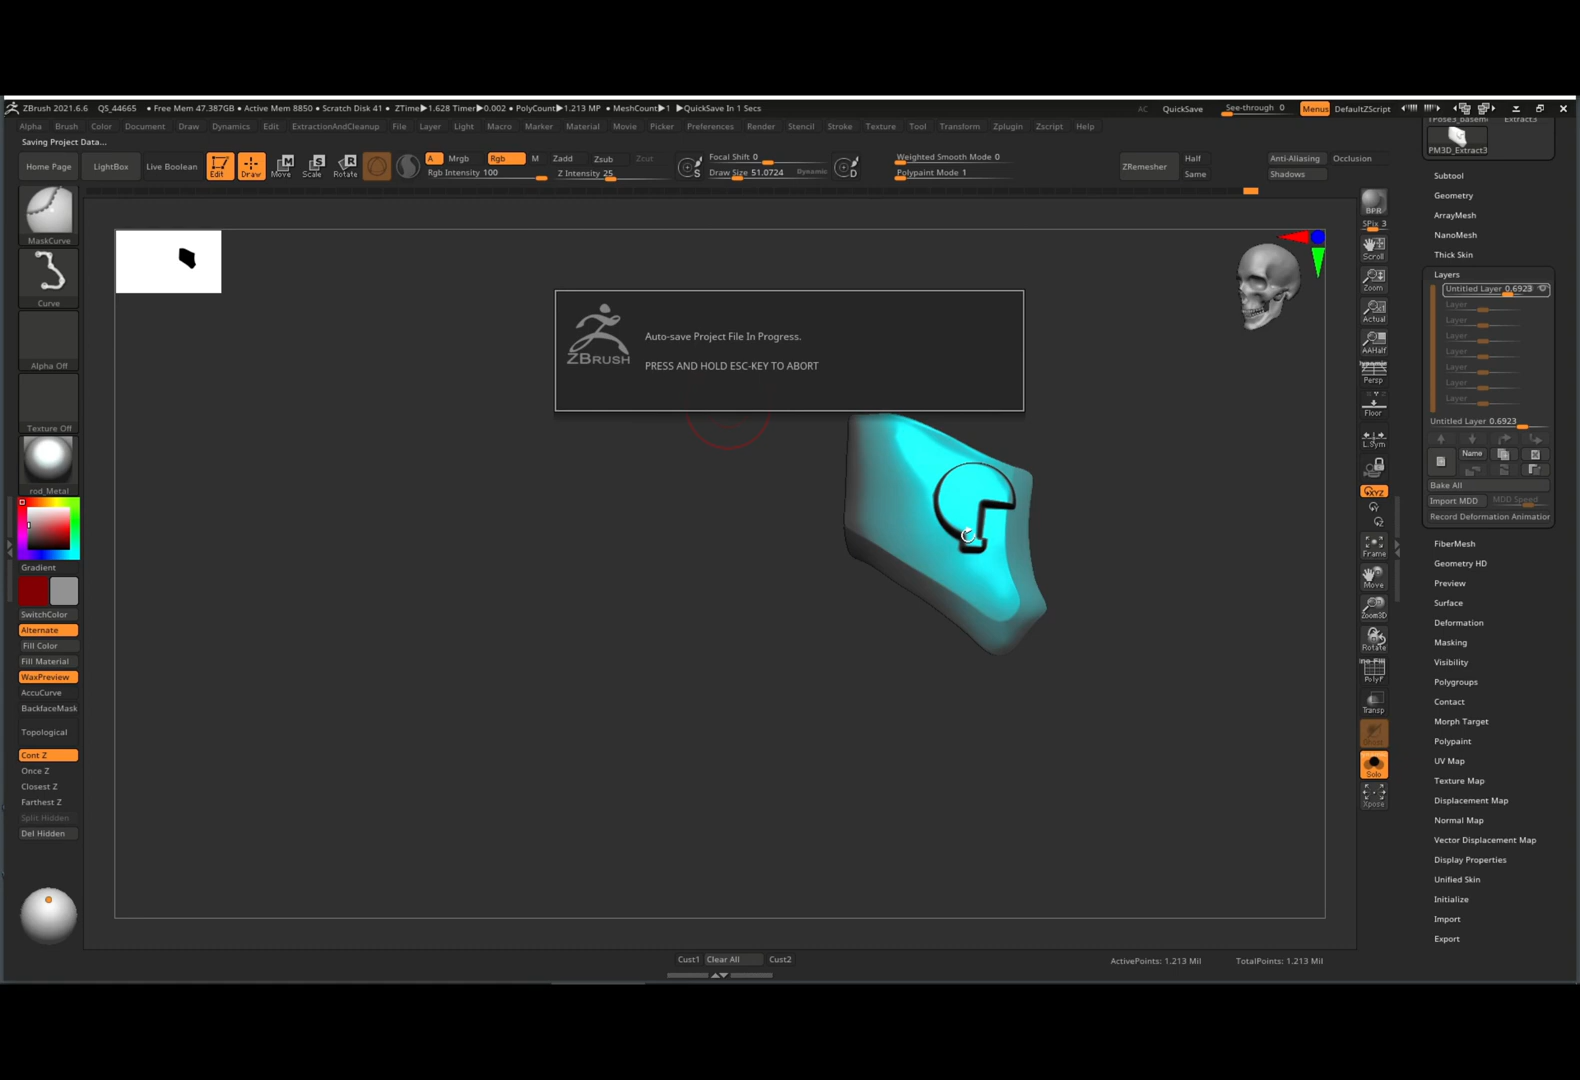 ZBrush 2021.6.6 QS_44665 • Free Mem 47.387GB • Active Mem 8850 • Scratch Disk 41 • ZTime▶1.628 Timer▶0.002 • PolyCount▶1.213 MP • MeshCount▶1 ▶QuickSave In 1 Secs AC QuickSave See-through 0 Menus DefaultZScript
Alpha Brush Color Document Draw Dynamics Edit ExtractionAndCleanup File Layer Light Macro Marker Material Movie Picker Preferences Render Stencil Stroke Texture Tool Transform Zplugin Zscript Help
Saving Project Data...
Home Page LightBox Live Boolean Edit Draw Move Scale Rotate
A Mrgb Rgb M Zadd Zsub Zcut
Rgb Intensity 100 Z Intensity 25
Focal Shift 0
Draw Size 51.0724 Dynamic
Weighted Smooth Mode 0
Polypaint Mode 1
ZRemesher Half
Same
Anti-Aliasing Occlusion
Shadows
MaskCurve
Curve
Alpha Off
Texture Off
rod_Metal
Gradient
SwitchColor
Alternate
Fill Color
Fill Material
WaxPreview
AccuCurve
BackfaceMask
Topological
Cont Z
Once Z
Closest Z
Farthest Z
Split Hidden
Del Hidden
ZBRUSH
Auto-save Project File In Progress.
PRESS AND HOLD ESC-KEY TO ABORT
BPR
SPix 3
Scroll
Zoom
Actual
AAHalf
Dynamic
Persp
Floor
L.Sym
XYZ
Frame
Move
Zoom3D
Rotate
PolyF
Transp
Solo
Xpose
Extract3
PM3D_Extract3
Subtool
Geometry
ArrayMesh
NanoMesh
Thick Skin
Layers
Untitled Layer 0.6923
Layer
Layer
Layer
Layer
Layer
Layer
Layer
Untitled Layer 0.6923
Name
Bake All
Import MDD MDD Speed
Record Deformation Animation
FiberMesh
Geometry HD
Preview
Surface
Deformation
Masking
Visibility
Polygroups
Contact
Morph Target
Polypaint
UV Map
Texture Map
Displacement Map
Normal Map
Vector Displacement Map
Display Properties
Unified Skin
Initialize
Import
Export
Cust1 Clear All Cust2
ActivePoints: 1.213 Mil TotalPoints: 1.213 Mil